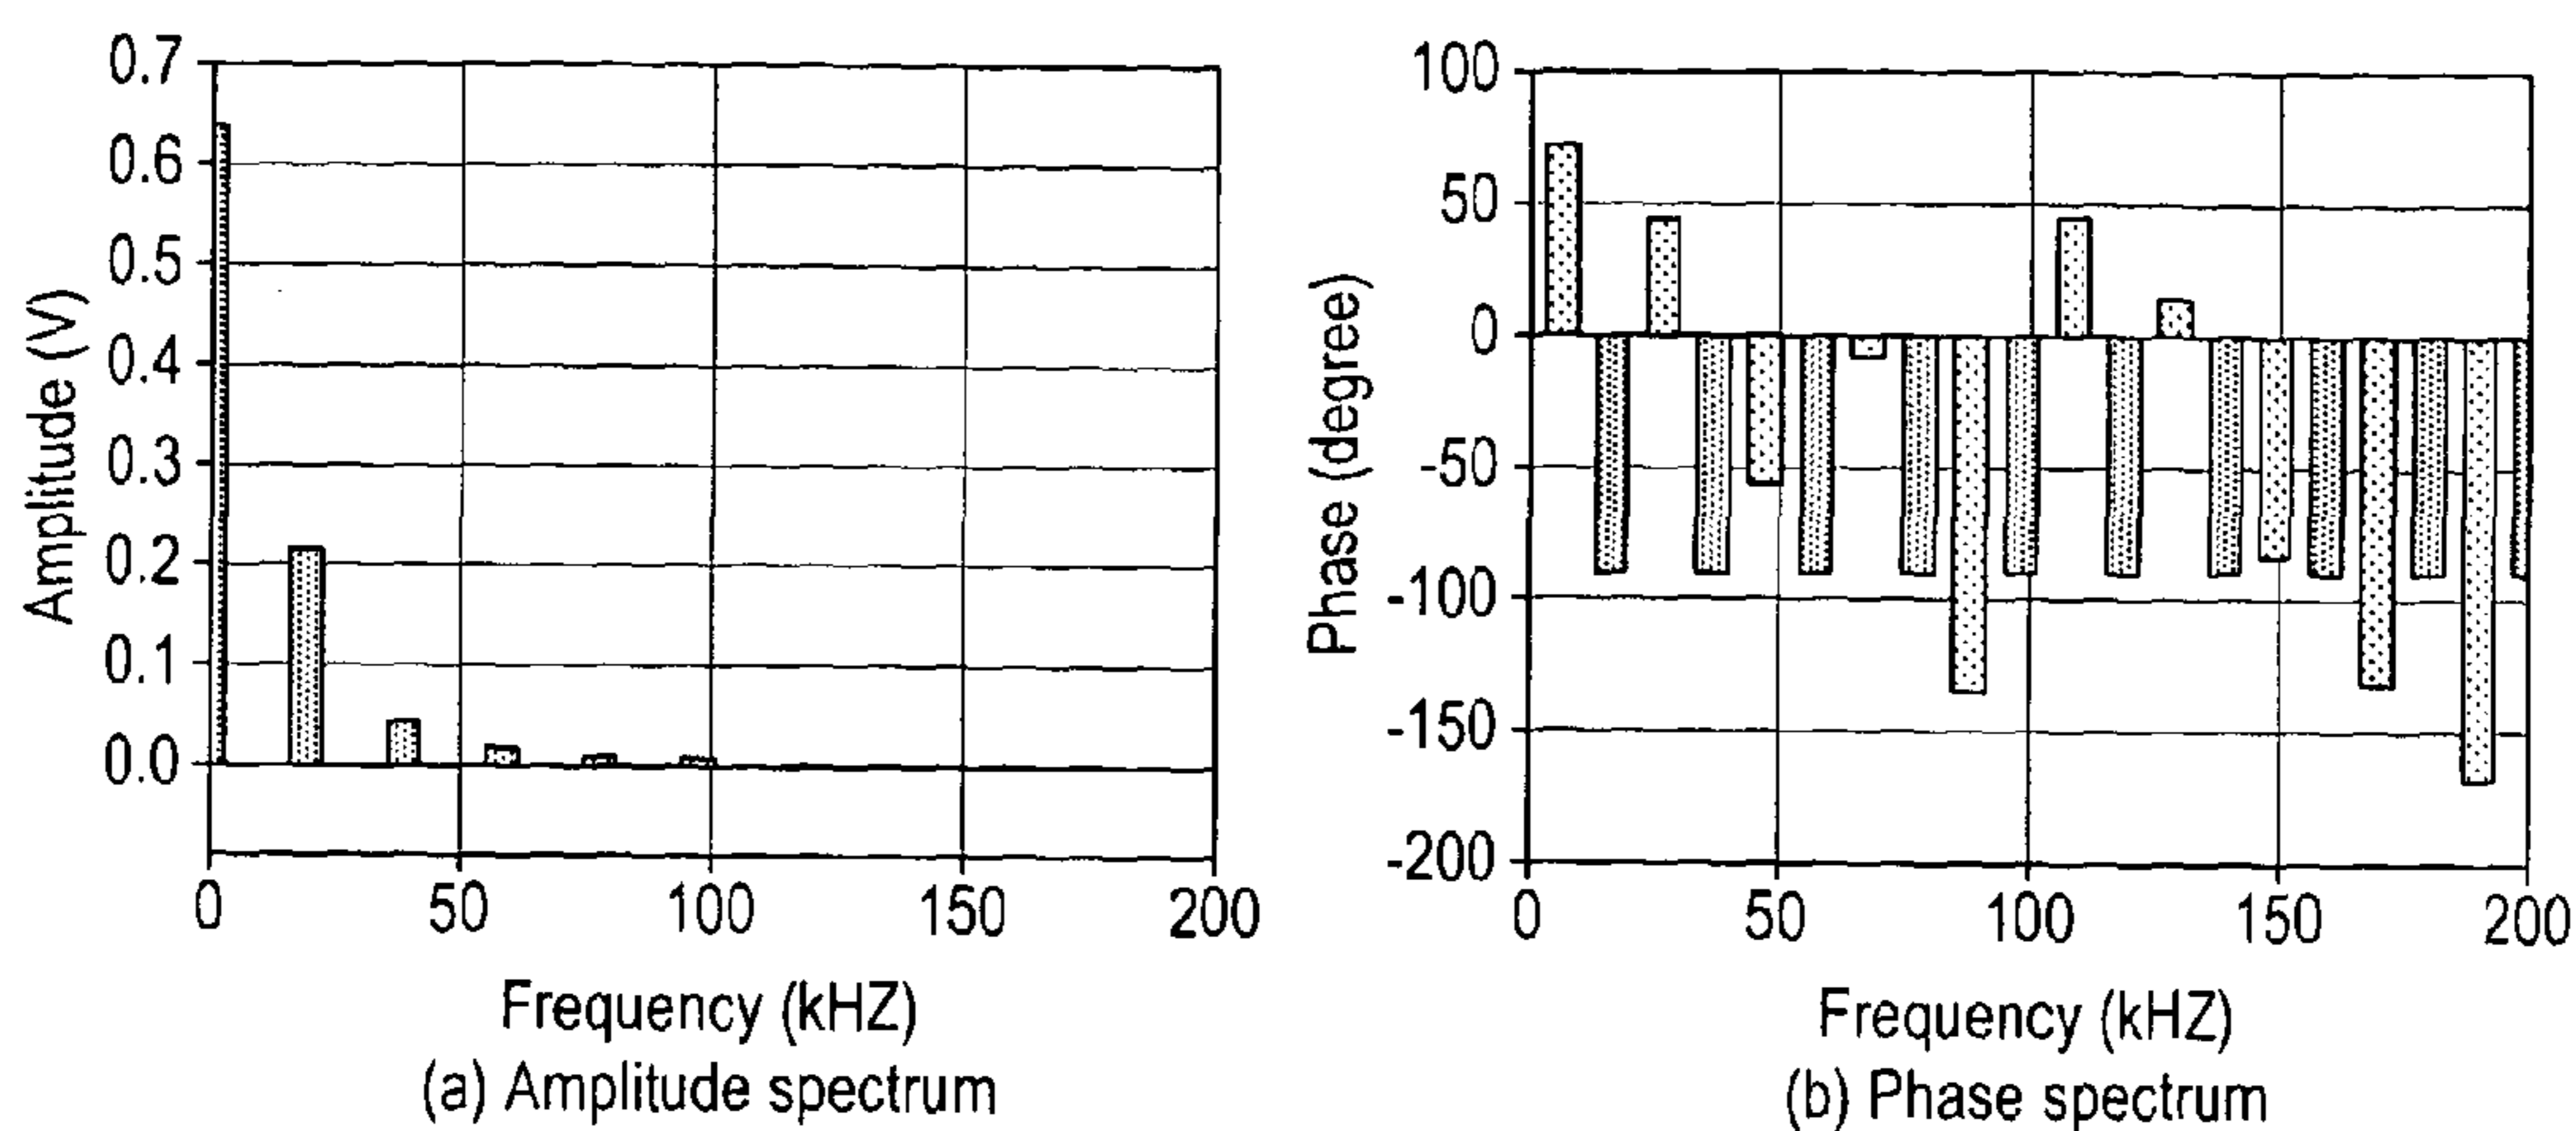 0.7
0.6
0.5
0.4
0.3
0.2
0.1
0.0
Amplitude (V)
0 50 100 150 200
Frequency (kHZ)
(a) Amplitude spectrum
100
50
0
-50
-100
-150
-200
Phase (degree)
0 50 100 150 200
Frequency (kHZ)
(b) Phase spectrum